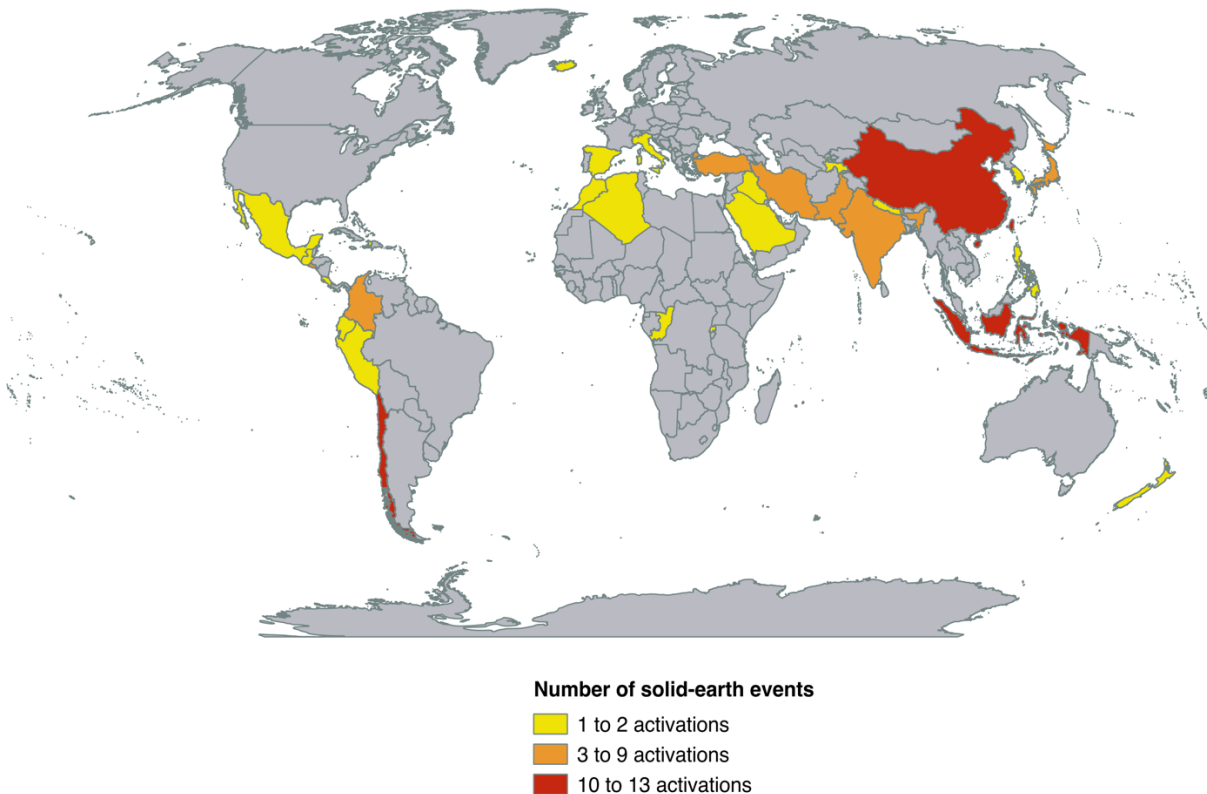 Number of solid-earth events
1 to 2 activations
3 to 9 activations
10 to 13 activations